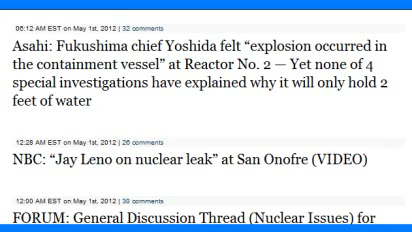 06:12 AM EST on May 1st, 2012 | 32 comments
Asahi: Fukushima chief Yoshida felt “explosion occurred in
the containment vessel” at Reactor No. 2 — Yet none of 4
special investigations have explained why it will only hold 2
feet of water
12:28 AM EST on May 1st, 2012 | 26 comments
NBC: “Jay Leno on nuclear leak” at San Onofre (VIDEO)
12:00 AM EST on May 1st, 2012 | 30 comments
FORUM: General Discussion Thread (Nuclear Issues) for